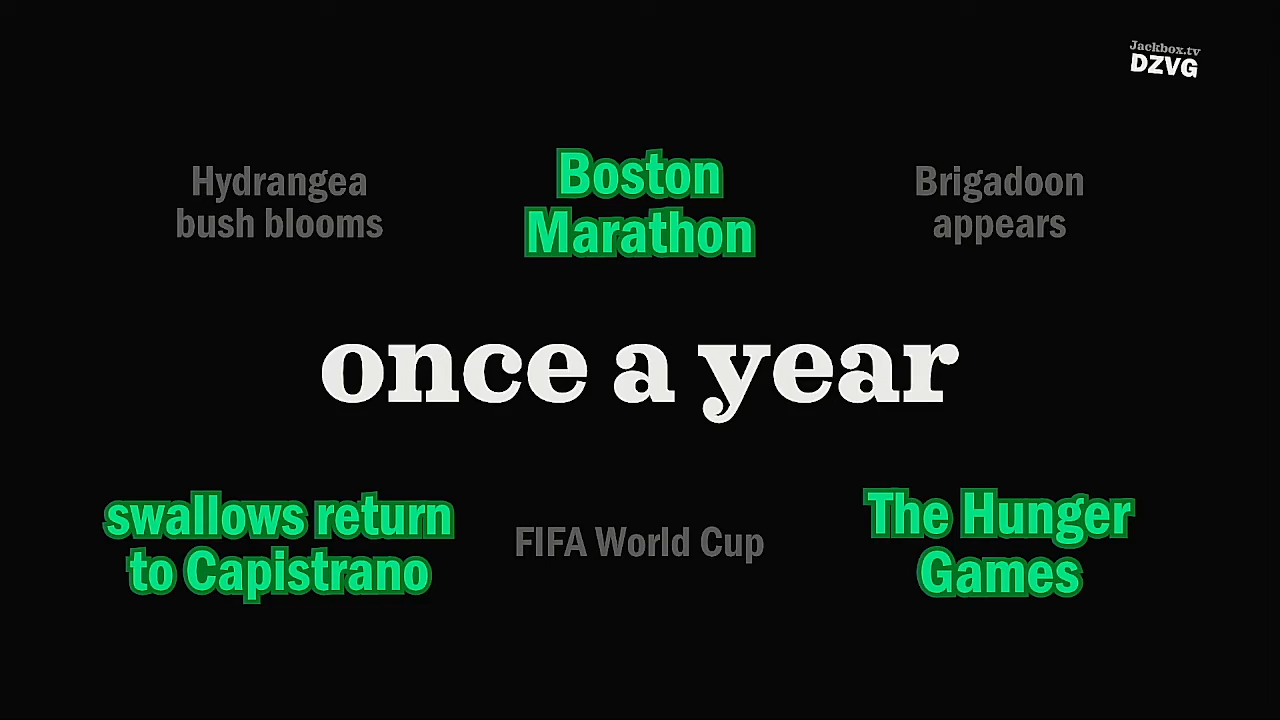 Jackbox.tv
DZVG
Hydrangea
bush blooms
Boston
Marathon
Brigadoon
appears
once a year
swallows return
to Capistrano
FIFA World Cup
The Hunger
Games